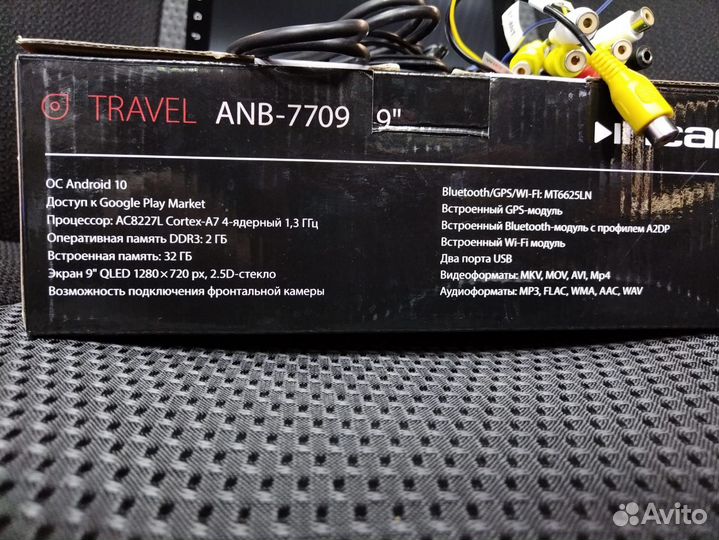 TRAVEL ANB-7709 9"
ОС Android 10
Доступ к Google Play Market
Процессор: AC8227L Cortex-A7 4-ядерный 1,3 ГГц
Оперативная память DDR3: 2 ГБ
Встроенная память: 32 ГБ
Экран 9" QLED 1280×720 px, 2.5D-стекло
Возможность подключения фронтальной камеры
Bluetooth/GPS/WI-FI: MT6625LN
Встроенный GPS-модуль
Встроенный Bluetooth-модуль с профилем A2DP
Встроенный Wi-Fi модуль
Два порта USB
Видеоформаты: MKV, MOV, AVI, Mp4
Аудиоформаты: MP3, FLAC, WMA, AAC, WAV
Avito